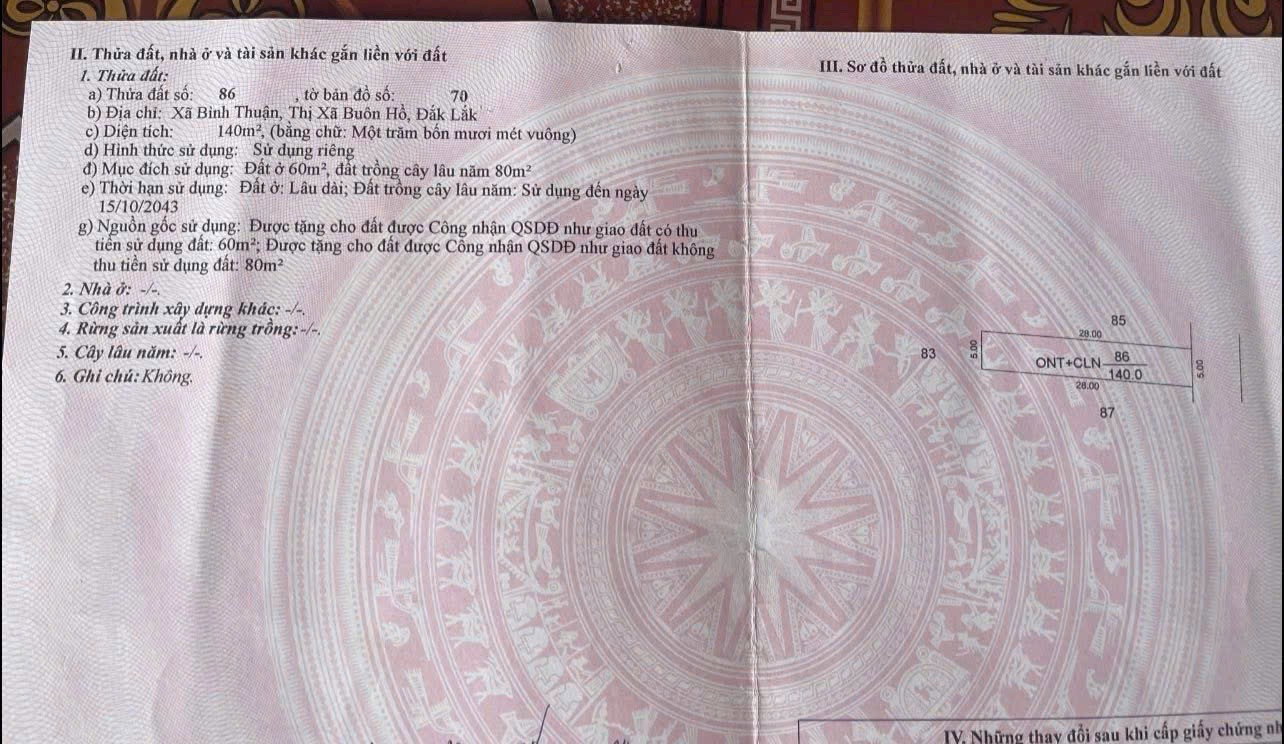 II. Thửa đất, nhà ở và tài sản khác gắn liền với đất
1. Thửa đất:
a) Thửa đất số: 86 , tờ bản đồ số: 70
b) Địa chỉ: Xã Bình Thuận, Thị Xã Buôn Hồ, Đắk Lắk
c) Diện tích: 140m², (bằng chữ: Một trăm bốn mươi mét vuông)
d) Hình thức sử dụng: Sử dụng riêng
đ) Mục đích sử dụng: Đất ở 60m², đất trồng cây lâu năm 80m²
e) Thời hạn sử dụng: Đất ở: Lâu dài; Đất trồng cây lâu năm: Sử dụng đến ngày
15/10/2043
g) Nguồn gốc sử dụng: Được tặng cho đất được Công nhận QSDĐ như giao đất có thu
tiền sử dụng đất: 60m²; Được tặng cho đất được Công nhận QSDĐ như giao đất không
thu tiền sử dụng đất: 80m²
2. Nhà ở: -/-.
3. Công trình xây dựng khác: -/-.
4. Rừng sản xuất là rừng trồng: -/-.
5. Cây lâu năm: -/-.
6. Ghi chú: Không.
III. Sơ đồ thửa đất, nhà ở và tài sản khác gắn liền với đất
85
28.00
83
5.00
ONT+CLN 86
140.0
5.00
28.00
87
IV. Những thay đổi sau khi cấp giấy chứng nh